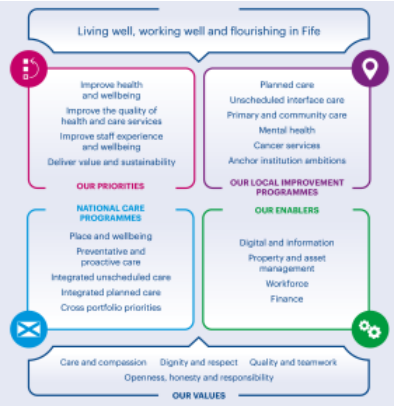 Living well, working well and flourishing in Fife
Improve health
and wellbeing
Improve the quality of
health and care services
Improve staff experience
and wellbeing
Deliver value and sustainability
OUR PRIORITIES
Planned care
Unscheduled interface care
Primary and community care
Mental health
Cancer services
Anchor institution ambitions
OUR LOCAL IMPROVEMENT
PROGRAMMES
NATIONAL CARE
PROGRAMMES
Place and wellbeing
Preventative and
proactive care
Integrated unscheduled care
Integrated planned care
Cross portfolio priorities
OUR ENABLERS
Digital and information
Property and asset
management
Workforce
Finance
Care and compassion Dignity and respect Quality and teamwork
Openness, honesty and responsibility
OUR VALUES